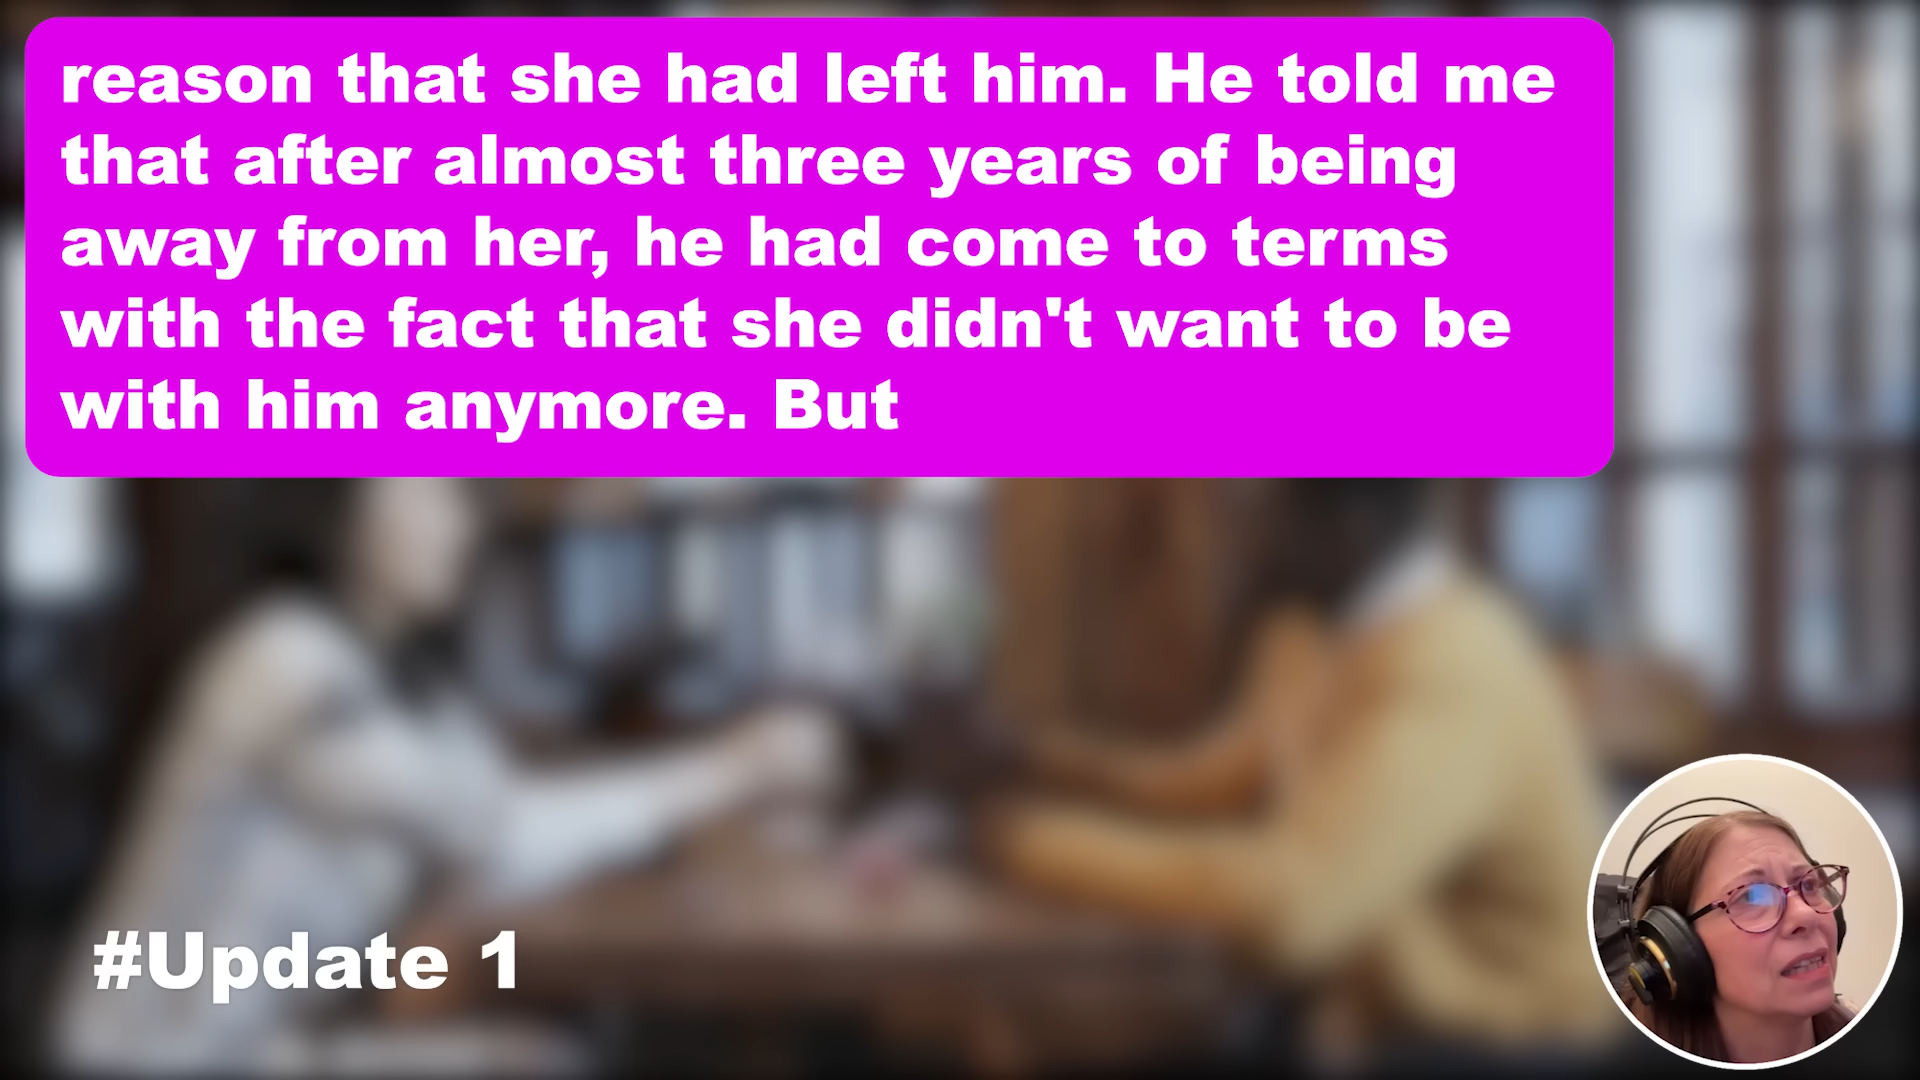 reason that she had left him. He told me
that after almost three years of being
away from her, he had come to terms
with the fact that she didn't want to be
with him anymore. But
#Update 1